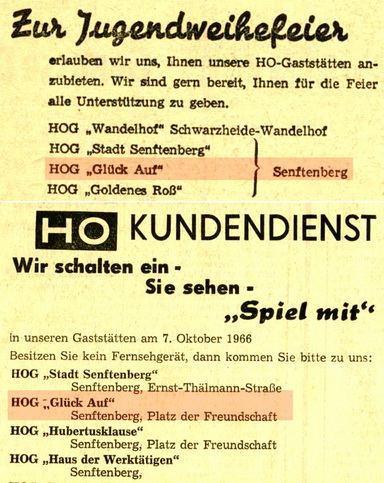 Zur Jugendweihefeier
erlauben wir uns, Ihnen unsere HO-Gaststätten an-
zubieten. Wir sind gern bereit, Ihnen für die Feier
alle Unterstützung zu geben.
HOG „Wandelhof“ Schwarzheide-Wandelhof
HOG „Stadt Senftenberg“
HOG „Glück Auf“ Senftenberg
HOG „Goldenes Roß“
HO KUNDENDIENST
Wir schalten ein -
Sie sehen -
„Spiel mit“
in unseren Gaststätten am 7. Oktober 1966
Besitzen Sie kein Fernsehgerät, dann kommen Sie bitte zu uns:
HOG „Stadt Senftenberg“
Senftenberg, Ernst-Thälmann-Straße
HOG „Glück Auf“
Senftenberg, Platz der Freundschaft
HOG „Hubertusklause“
Senftenberg, Platz der Freundschaft
HOG „Haus der Werktätigen“
Senftenberg,